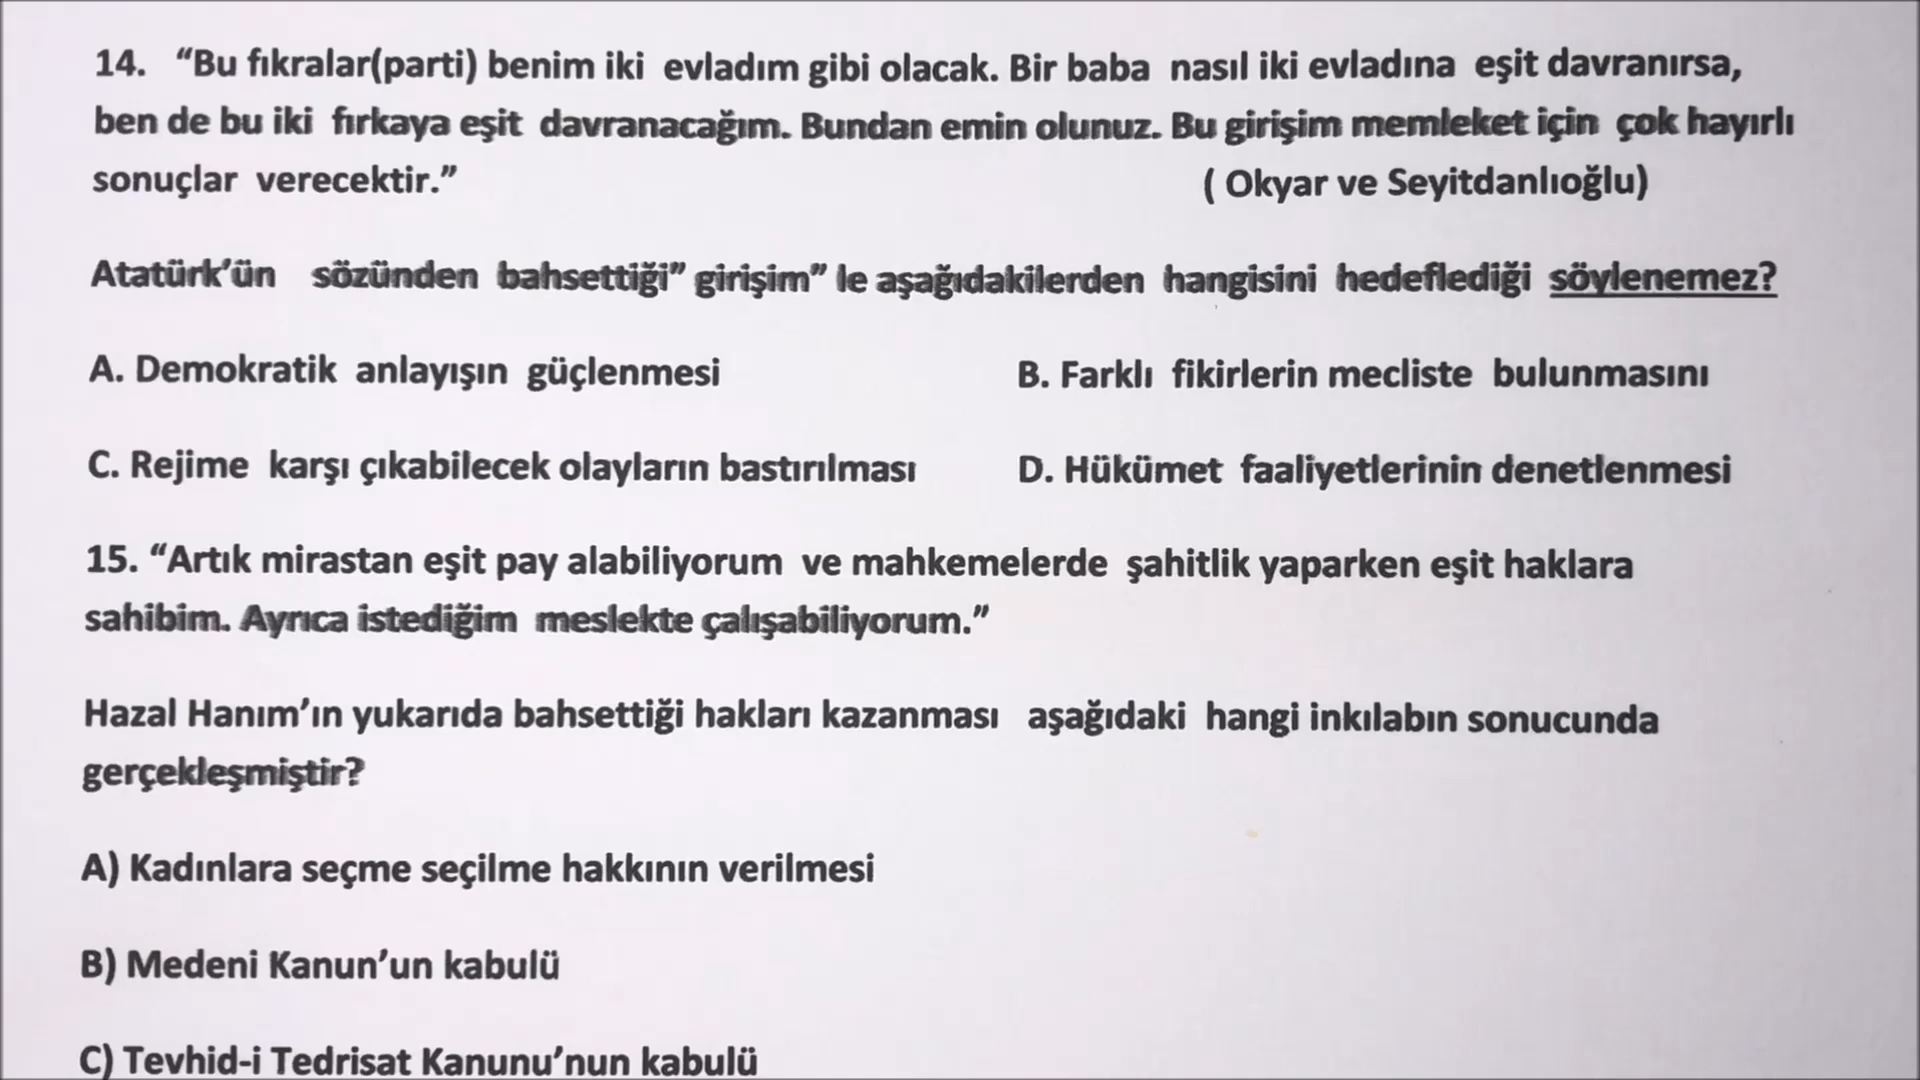 14. “Bu fıkralar(parti) benim iki evladım gibi olacak. Bir baba nasıl iki evladına eşit davranırsa,
ben de bu iki fırkaya eşit davranacağım. Bundan emin olunuz. Bu girişim memleket için çok hayırlı
sonuçlar verecektir.” ( Okyar ve Seyitdanlıoğlu)
Atatürk’ün sözünden bahsettiği” girişim” le aşağıdakilerden hangisini hedeflediği söylenemez?
A. Demokratik anlayışın güçlenmesi B. Farklı fikirlerin mecliste bulunmasını
C. Rejime karşı çıkabilecek olayların bastırılması D. Hükümet faaliyetlerinin denetlenmesi
15. “Artık mirastan eşit pay alabiliyorum ve mahkemelerde şahitlik yaparken eşit haklara
sahibim. Ayrıca istediğim meslekte çalışabiliyorum.”
Hazal Hanım’ın yukarıda bahsettiği hakları kazanması aşağıdaki hangi inkılabın sonucunda
gerçekleşmiştir?
A) Kadınlara seçme seçilme hakkının verilmesi
B) Medeni Kanun’un kabulü
C) Tevhid-i Tedrisat Kanunu’nun kabulü